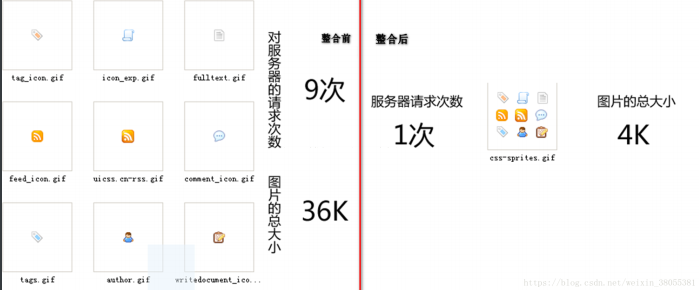 整合前
整合后
tag_icon.gif
icon_exp.gif
fulltext.gif
对服务器的请求次数
9次
feed_icon.gif
uicss.cn-rss.gif
comment_icon.gif
图片的总大小
36K
tags.gif
author.gif
writedocument_ico...
服务器请求次数
1次
css-sprites.gif
图片的总大小
4K
https://blog.csdn.net/weixin_38055381